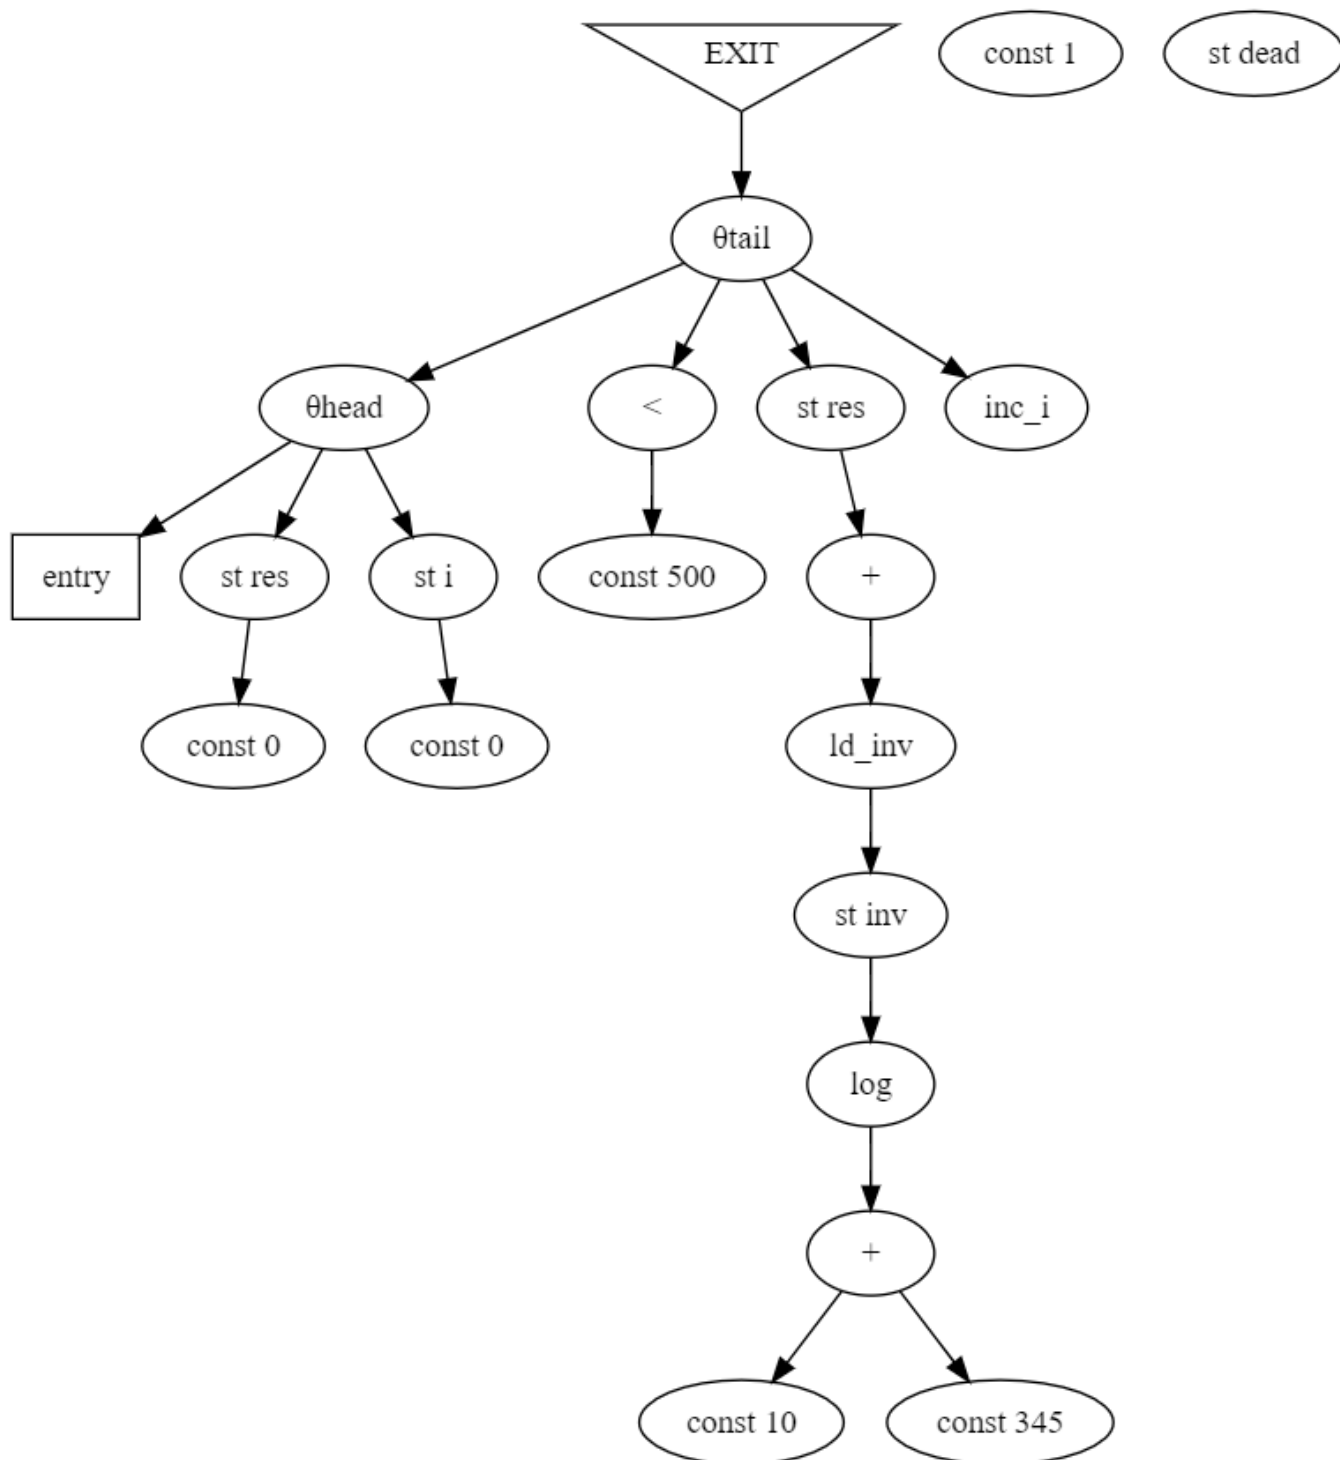 EXIT
const 1
st dead
θtail
θhead
<
st res
inc_i
entry
st res
st i
const 500
+
const 0
const 0
ld_inv
st inv
log
+
const 10
const 345